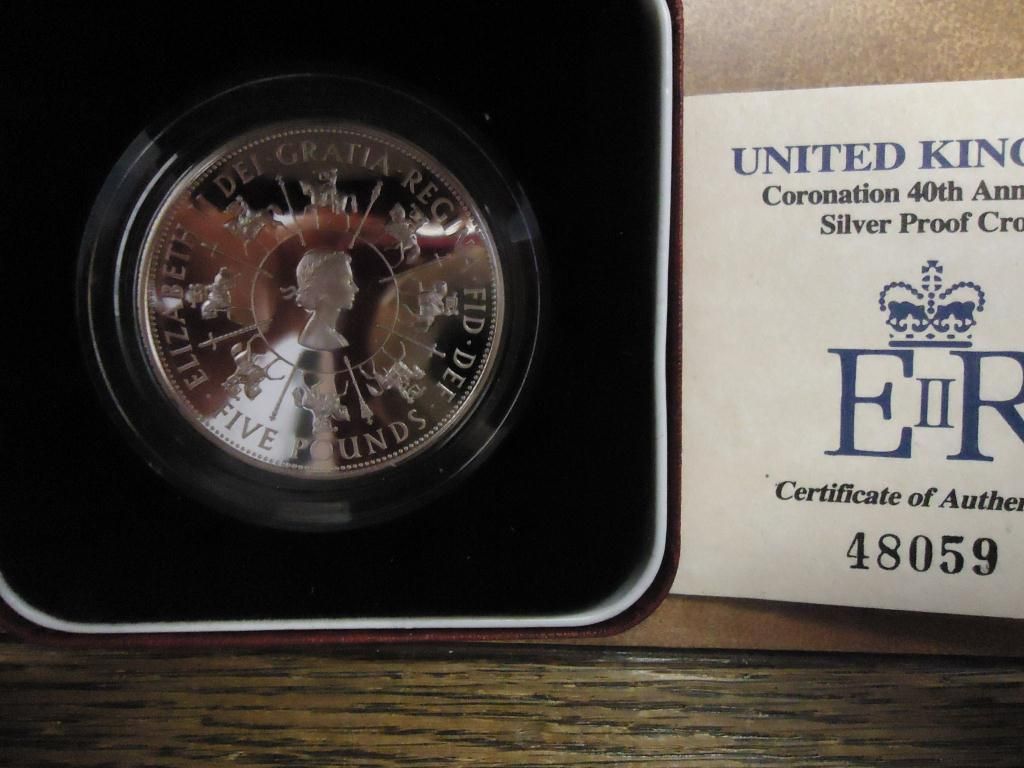 ELIZABETH II DEI·GRATIA·REGINA·FID·DEF
FIVE POUNDS
UNITED KING
Coronation 40th Ann
Silver Proof Cro
EIIR
Certificate of Authen
48059